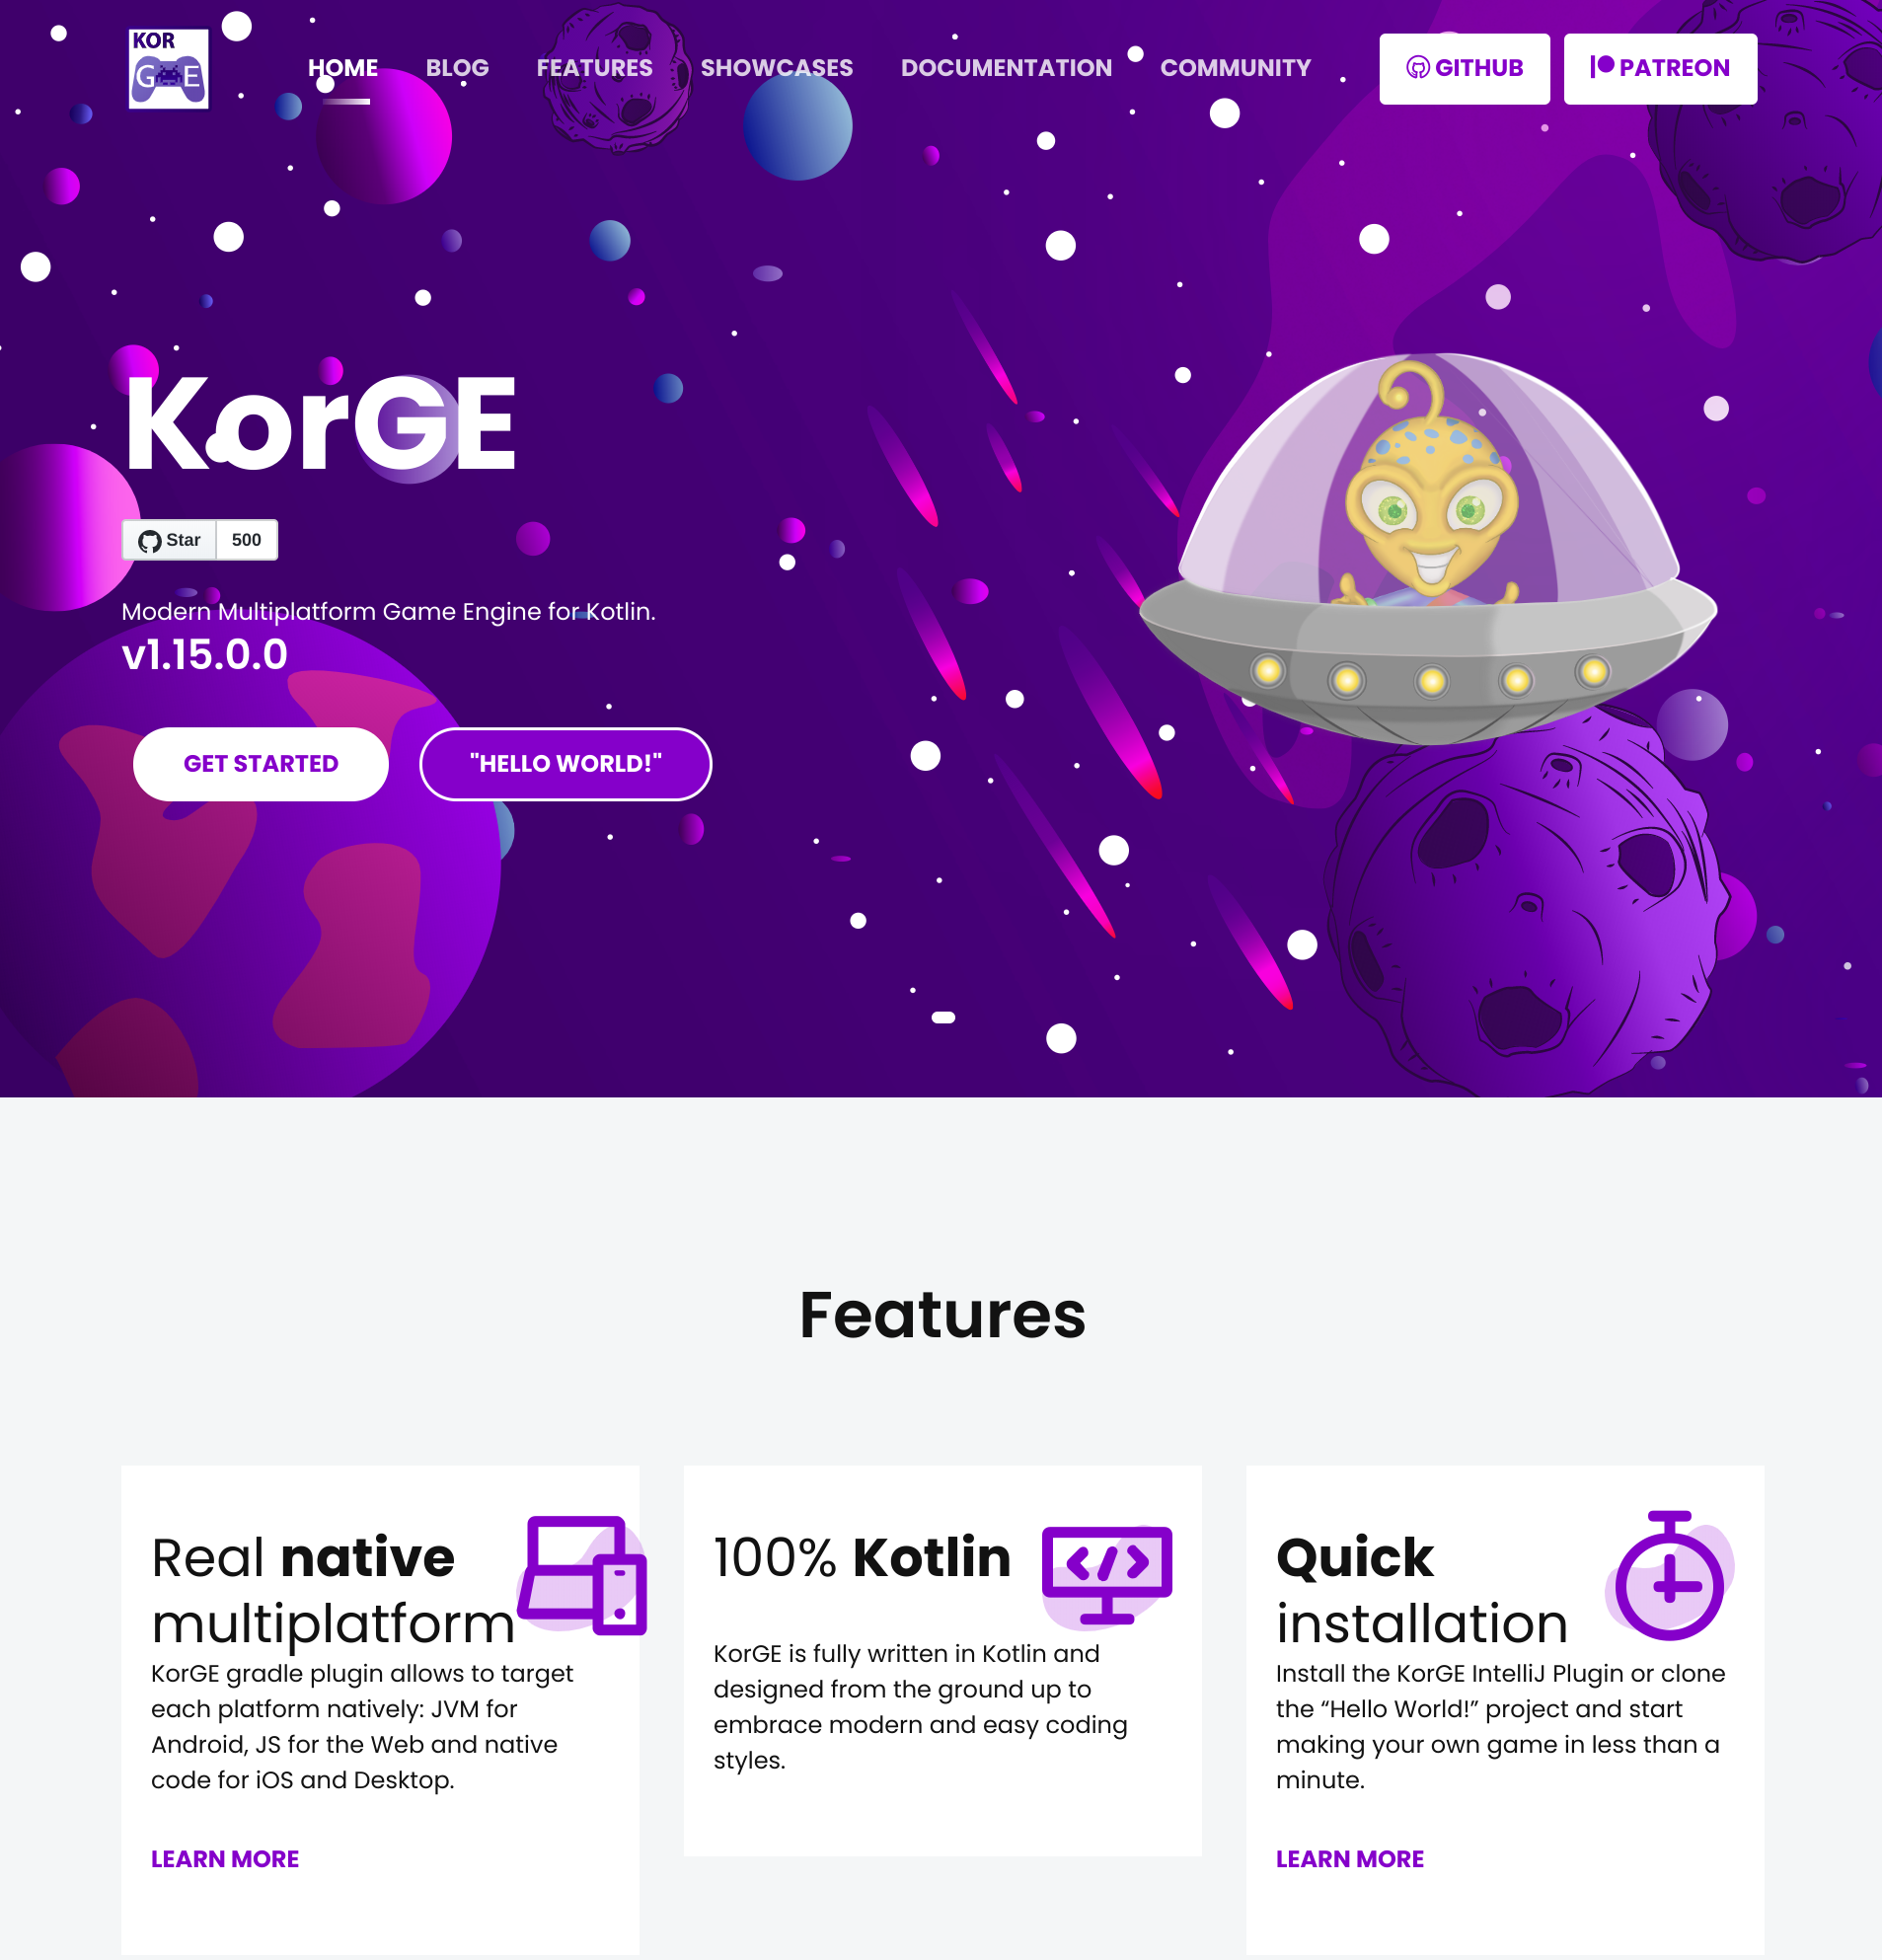 KOR
G E
HOME BLOG FEATURES SHOWCASES DOCUMENTATION COMMUNITY GITHUB PATREON
KorGE
Star 500
Modern Multiplatform Game Engine for Kotlin.
v1.15.0.0
GET STARTED "HELLO WORLD!"
Features
Real native
multiplatform
KorGE gradle plugin allows to target
each platform natively: JVM for
Android, JS for the Web and native
code for iOS and Desktop.
LEARN MORE
100% Kotlin
KorGE is fully written in Kotlin and
designed from the ground up to
embrace modern and easy coding
styles.
Quick
installation
Install the KorGE IntelliJ Plugin or clone
the “Hello World!” project and start
making your own game in less than a
minute.
LEARN MORE